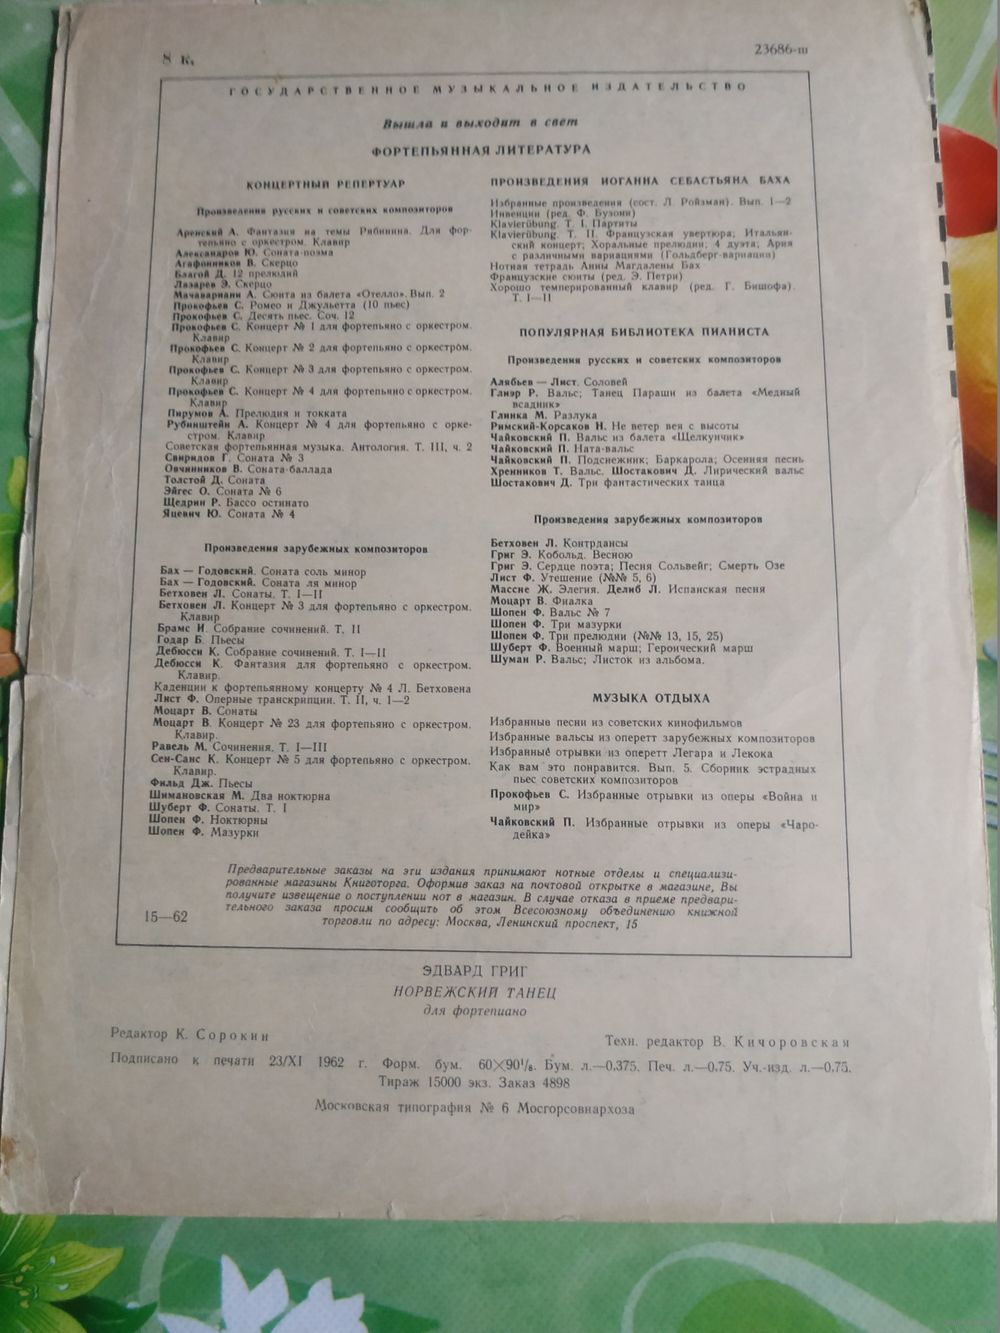 8 к.
23686-ш
ГОСУДАРСТВЕННОЕ МУЗЫКАЛЬНОЕ ИЗДАТЕЛЬСТВО
Вышла и выходит в свет
ФОРТЕПЬЯННАЯ ЛИТЕРАТУРА
КОНЦЕРТНЫЙ РЕПЕРТУАР
Произведения русских и советских композиторов
Аренский А. Фантазия на темы Рябинина. Для фор-
тепьяно с оркестром. Клавир
Александров Ю. Соната-поэма
Агафонников В. Скерцо
Благой Д. 12 прелюдий
Лазарев Э. Скерцо
Мачавариани А. Сюита из балета «Отелло». Вып. 2
Прокофьев С. Ромео и Джульетта (10 пьес)
Прокофьев С. Десять пьес. Соч. 12
Прокофьев С. Концерт № 1 для фортепьяно с оркестром.
Клавир
Прокофьев С. Концерт № 2 для фортепьяно с оркестром.
Клавир
Прокофьев С. Концерт № 3 для фортепьяно с оркестром.
Клавир
Прокофьев С. Концерт № 4 для фортепьяно с оркестром.
Клавир
Пирумов А. Прелюдия и токката
Рубинштейн А. Концерт № 4 для фортепьяно с орке-
стром. Клавир
Советская фортепьянная музыка. Антология. Т. III, ч. 2
Свиридов Г. Соната № 3
Овчинников В. Соната-баллада
Толстой Д. Соната
Эйгес О. Соната № 6
Щедрин Р. Бассо остинато
Яцевич Ю. Соната № 4
Произведения зарубежных композиторов
Бах — Годовский. Соната соль минор
Бах — Годовский. Соната ля минор
Бетховен Л. Сонаты. Т. I—II
Бетховен Л. Концерт № 3 для фортепьяно с оркестром.
Клавир
Брамс И. Собрание сочинений. Т. II
Годар Б. Пьесы
Дебюсси К. Собрание сочинений. Т. I—II
Дебюсси К. Фантазия для фортепьяно с оркестром.
Клавир.
Каденции к фортепьянному концерту № 4 Л. Бетховена
Лист Ф. Оперные транскрипции. Т. II, ч. 1—2
Моцарт В. Сонаты
Моцарт В. Концерт № 23 для фортепьяно с оркестром.
Клавир.
Равель М. Сочинения. Т. I—III
Сен-Санс К. Концерт № 5 для фортепьяно с оркестром.
Клавир.
Фильд Дж. Пьесы
Шимановская М. Два ноктюрна
Шуберт Ф. Сонаты. Т. I
Шопен Ф. Ноктюрны
Шопен Ф. Мазурки
ПРОИЗВЕДЕНИЯ ИОГАННА СЕБАСТЬЯНА БАХА
Избранные произведения (сост. Л. Ройзман). Вып. 1—2
Инвенции (ред. Ф. Бузони)
Klavierübung. Т. I. Партиты
Klavierübung. Т. II. Французская увертюра; Итальян-
ский концерт; Хоральные прелюдии; 4 дуэта; Ария
с различными вариациями (Гольдберг-вариации)
Нотная тетрадь Анны Магдалены Бах
Французские сюиты (ред. Э. Петри)
Хорошо темперированный клавир (ред. Г. Бишофа).
Т. I—II
ПОПУЛЯРНАЯ БИБЛИОТЕКА ПИАНИСТА
Произведения русских и советских композиторов
Алябьев — Лист. Соловей
Глиэр Р. Вальс; Танец Параши из балета «Медный
всадник»
Глинка М. Разлука
Римский-Корсаков Н. Не ветер вея с высоты
Чайковский П. Вальс из балета «Щелкунчик»
Чайковский П. Ната-вальс
Чайковский П. Подснежник; Баркарола; Осенняя песнь
Хренников Т. Вальс. Шостакович Д. Лирический вальс
Шостакович Д. Три фантастических танца
Произведения зарубежных композиторов
Бетховен Л. Контрдансы
Григ Э. Кобольд. Весною
Григ Э. Сердце поэта; Песня Сольвейг; Смерть Озе
Лист Ф. Утешение (№№ 5, 6)
Массне Ж. Элегия. Делиб Л. Испанская песня
Моцарт В. Фиалка
Шопен Ф. Вальс № 7
Шопен Ф. Три мазурки
Шопен Ф. Три прелюдии (№№ 13, 15, 25)
Шуберт Ф. Военный марш; Героический марш
Шуман Р. Вальс; Листок из альбома.
МУЗЫКА ОТДЫХА
Избранные песни из советских кинофильмов
Избранные вальсы из оперетт зарубежных композиторов
Избранные отрывки из оперетт Легара и Лекока
Как вам это понравится. Вып. 5. Сборник эстрадных
пьес советских композиторов
Прокофьев С. Избранные отрывки из оперы «Война и
мир»
Чайковский П. Избранные отрывки из оперы «Чаро-
дейка»
Предварительные заказы на эти издания принимают нотные отделы и специализи-
рованные магазины Книготорга. Оформив заказ на почтовой открытке в магазине, Вы
получите извещение о поступлении нот в магазин. В случае отказа в приеме предвари-
тельного заказа просим сообщить об этом Всесоюзному объединению книжной
торговли по адресу: Москва, Ленинский проспект, 15
15—62
ЭДВАРД ГРИГ
НОРВЕЖСКИЙ ТАНЕЦ
для фортепиано
Редактор К. Сорокин
Техн. редактор В. Кичоровская
Подписано к печати 23/XI 1962 г. Форм. бум. 60×90⅛. Бум. л.—0.375. Печ. л.—0.75. Уч.-изд. л.—0.75.
Тираж 15000 экз. Заказ 4898
Московская типография № 6 Мосгорсовнархоза